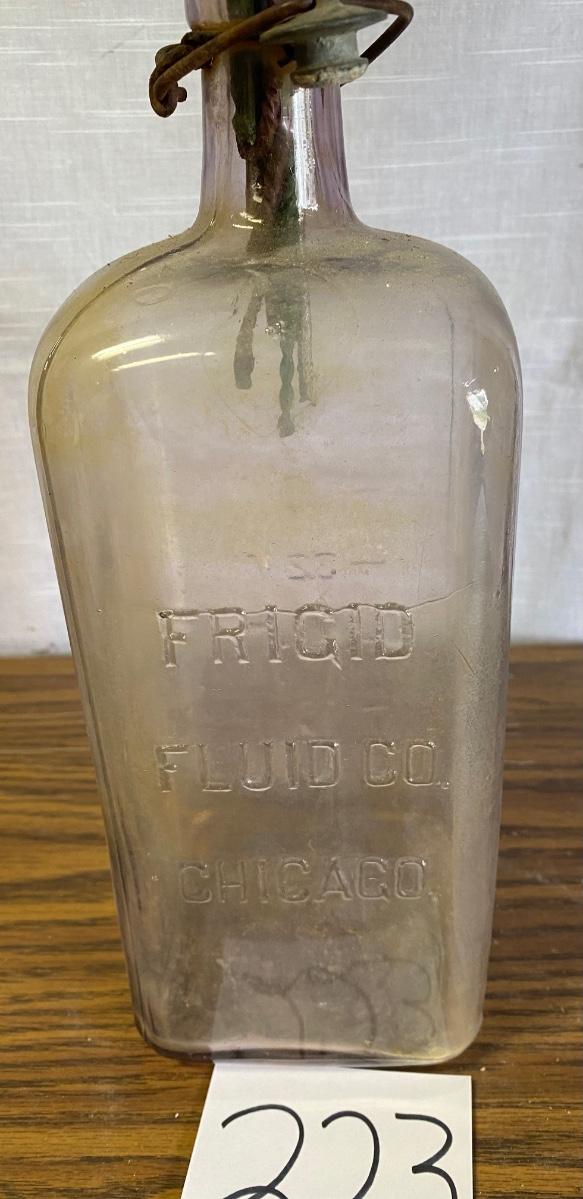 FRIGID
FLUID CO.
CHICAGO.
223